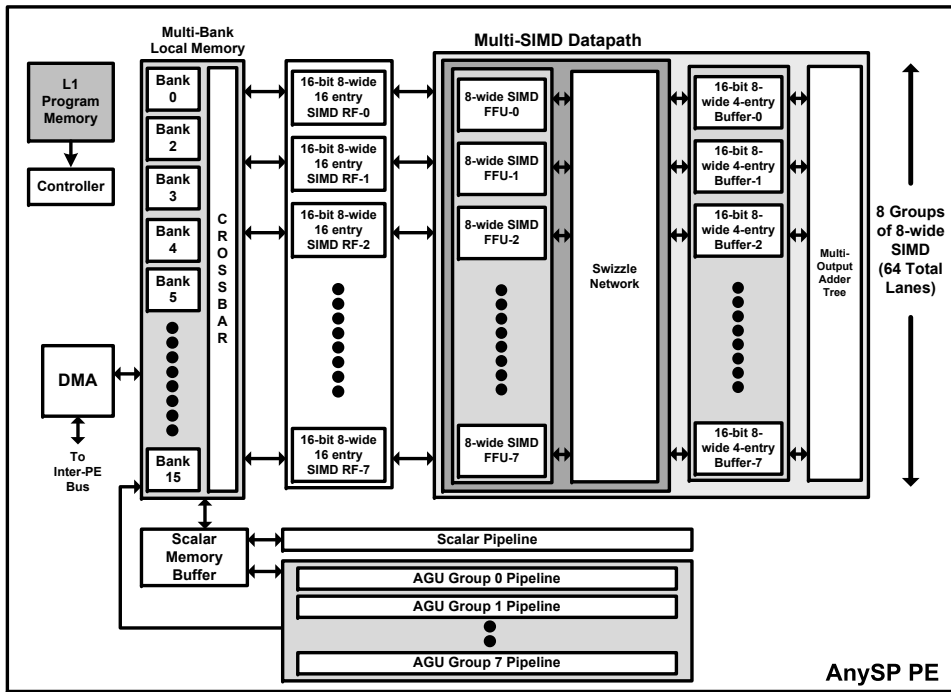 Multi-Bank
Local Memory
Multi-SIMD Datapath
L1
Program
Memory
Controller
Bank
0
Bank
2
Bank
3
Bank
4
Bank
5
Bank
15
CROSSBAR
16-bit 8-wide
16 entry
SIMD RF-0
16-bit 8-wide
16 entry
SIMD RF-1
16-bit 8-wide
16 entry
SIMD RF-2
16-bit 8-wide
16 entry
SIMD RF-7
8-wide SIMD
FFU-0
8-wide SIMD
FFU-1
8-wide SIMD
FFU-2
8-wide SIMD
FFU-7
Swizzle
Network
16-bit 8-
wide 4-entry
Buffer-0
16-bit 8-
wide 4-entry
Buffer-1
16-bit 8-
wide 4-entry
Buffer-2
16-bit 8-
wide 4-entry
Buffer-7
Multi-
Output
Adder
Tree
8 Groups
of 8-wide
SIMD
(64 Total
Lanes)
DMA
To
Inter-PE
Bus
Scalar
Memory
Buffer
Scalar Pipeline
AGU Group 0 Pipeline
AGU Group 1 Pipeline
AGU Group 7 Pipeline
AnySP PE